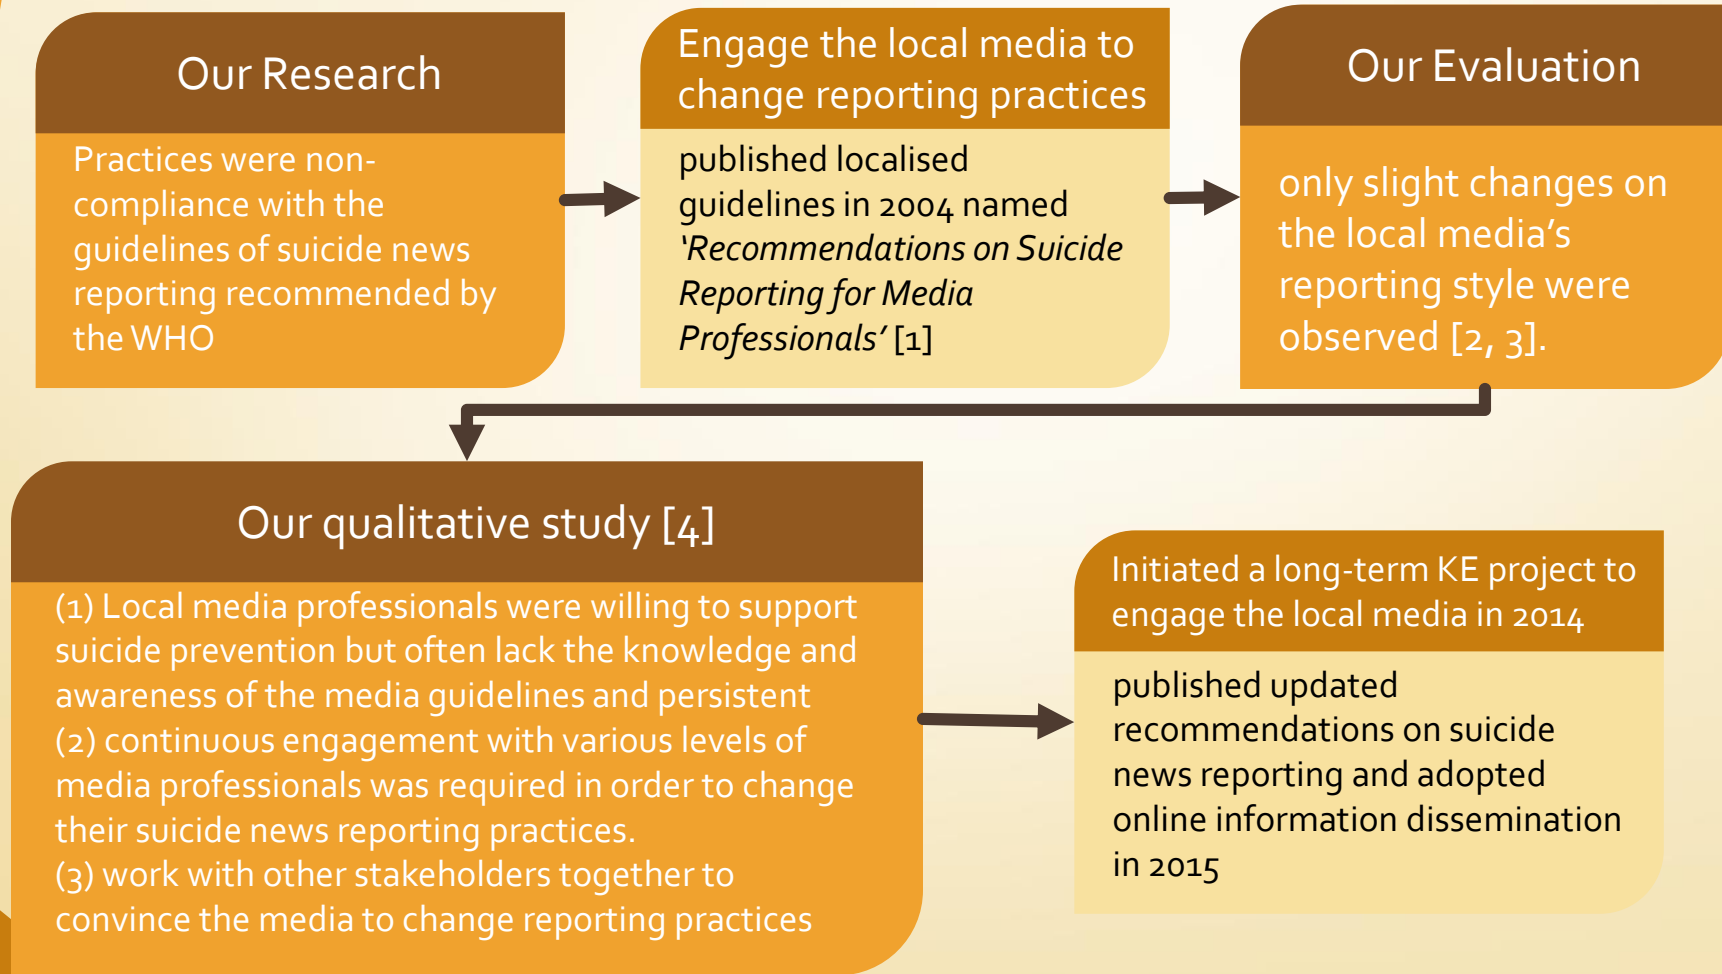 Our Research
Practices were non-
compliance with the
guidelines of suicide news
reporting recommended by
the WHO
Engage the local media to
change reporting practices
published localised
guidelines in 2004 named
‘Recommendations on Suicide
Reporting for Media
Professionals’ [1]
Our Evaluation
only slight changes on
the local media’s
reporting style were
observed [2, 3].
Our qualitative study [4]
(1) Local media professionals were willing to support
suicide prevention but often lack the knowledge and
awareness of the media guidelines and persistent
(2) continuous engagement with various levels of
media professionals was required in order to change
their suicide news reporting practices.
(3) work with other stakeholders together to
convince the media to change reporting practices
Initiated a long-term KE project to
engage the local media in 2014
published updated
recommendations on suicide
news reporting and adopted
online information dissemination
in 2015